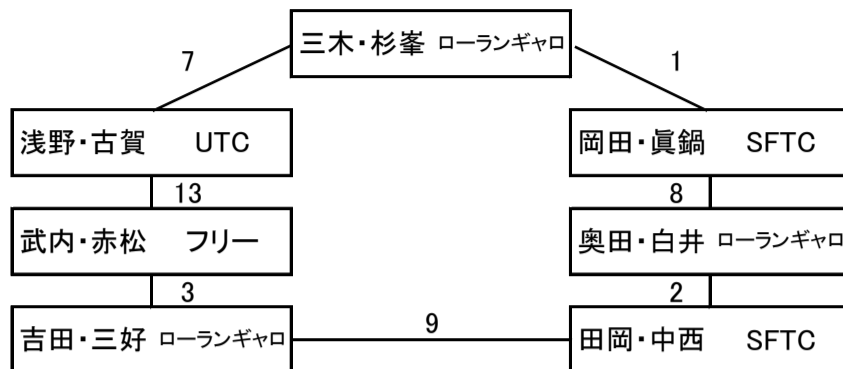 三木・杉峯 ローランギャロ
7 1
浅野・古賀 UTC 岡田・眞鍋 SFTC
13 8
武内・赤松 フリー 奥田・白井 ローランギャロ
3 2
吉田・三好 ローランギャロ 9 田岡・中西 SFTC